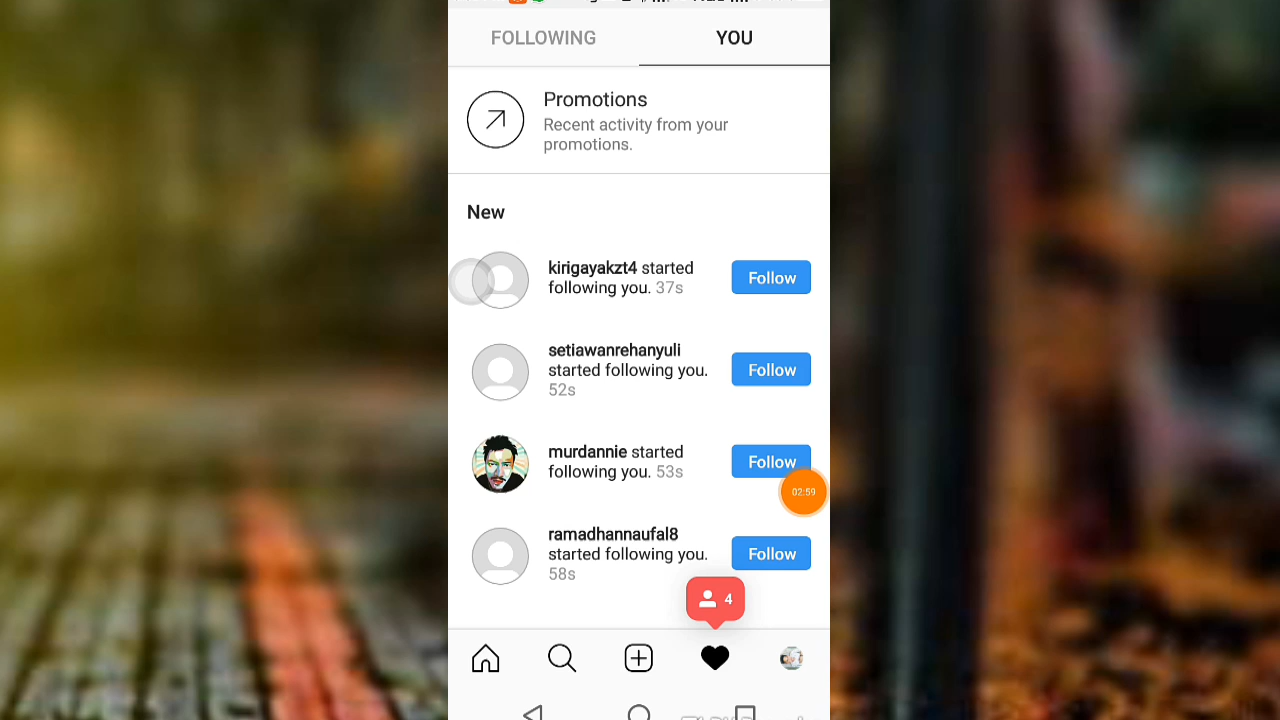 FOLLOWING YOU
Promotions
Recent activity from your
promotions.
New
kirigayakzt4 started
following you. 37s
Follow
setiawanrehanyuli
started following you.
52s
Follow
murdannie started
following you. 53s
Follow
02:59
ramadhannaufal8
started following you.
58s
Follow
4